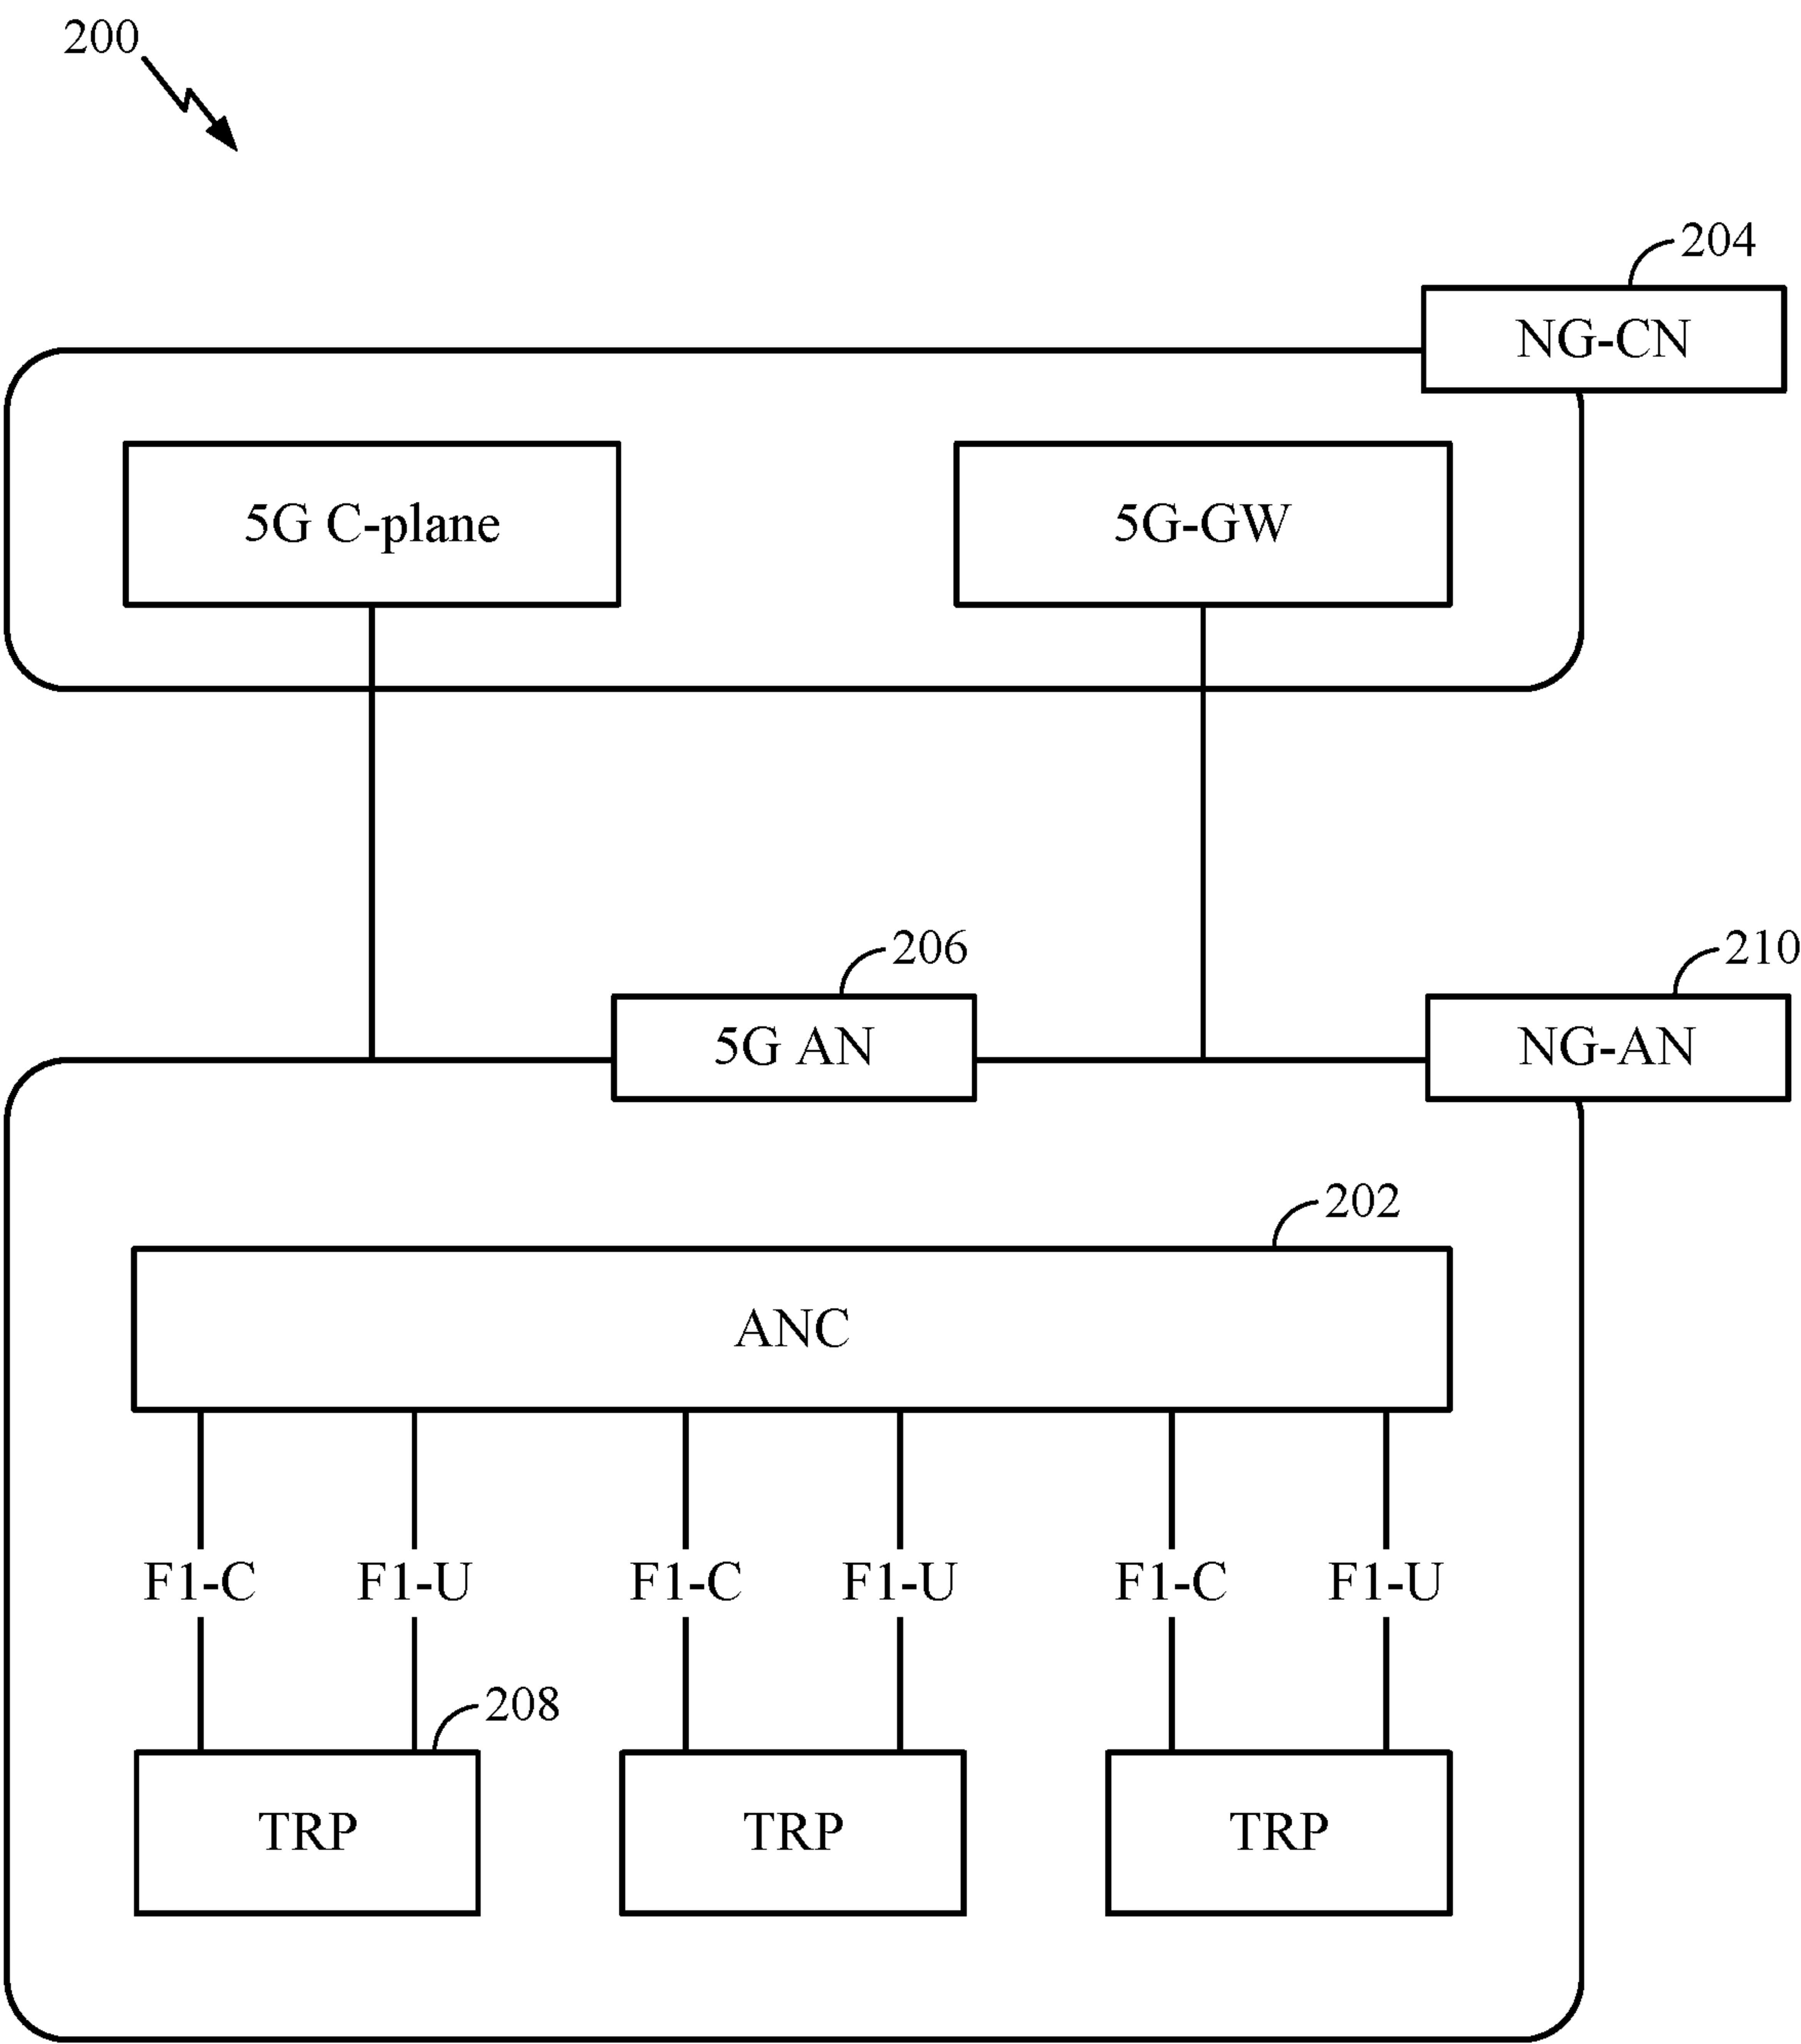 200
204
NG-CN
5G C-plane
5G-GW
206
210
5G AN
NG-AN
202
ANC
F1-C
F1-U
F1-C
F1-U
F1-C
F1-U
208
TRP
TRP
TRP